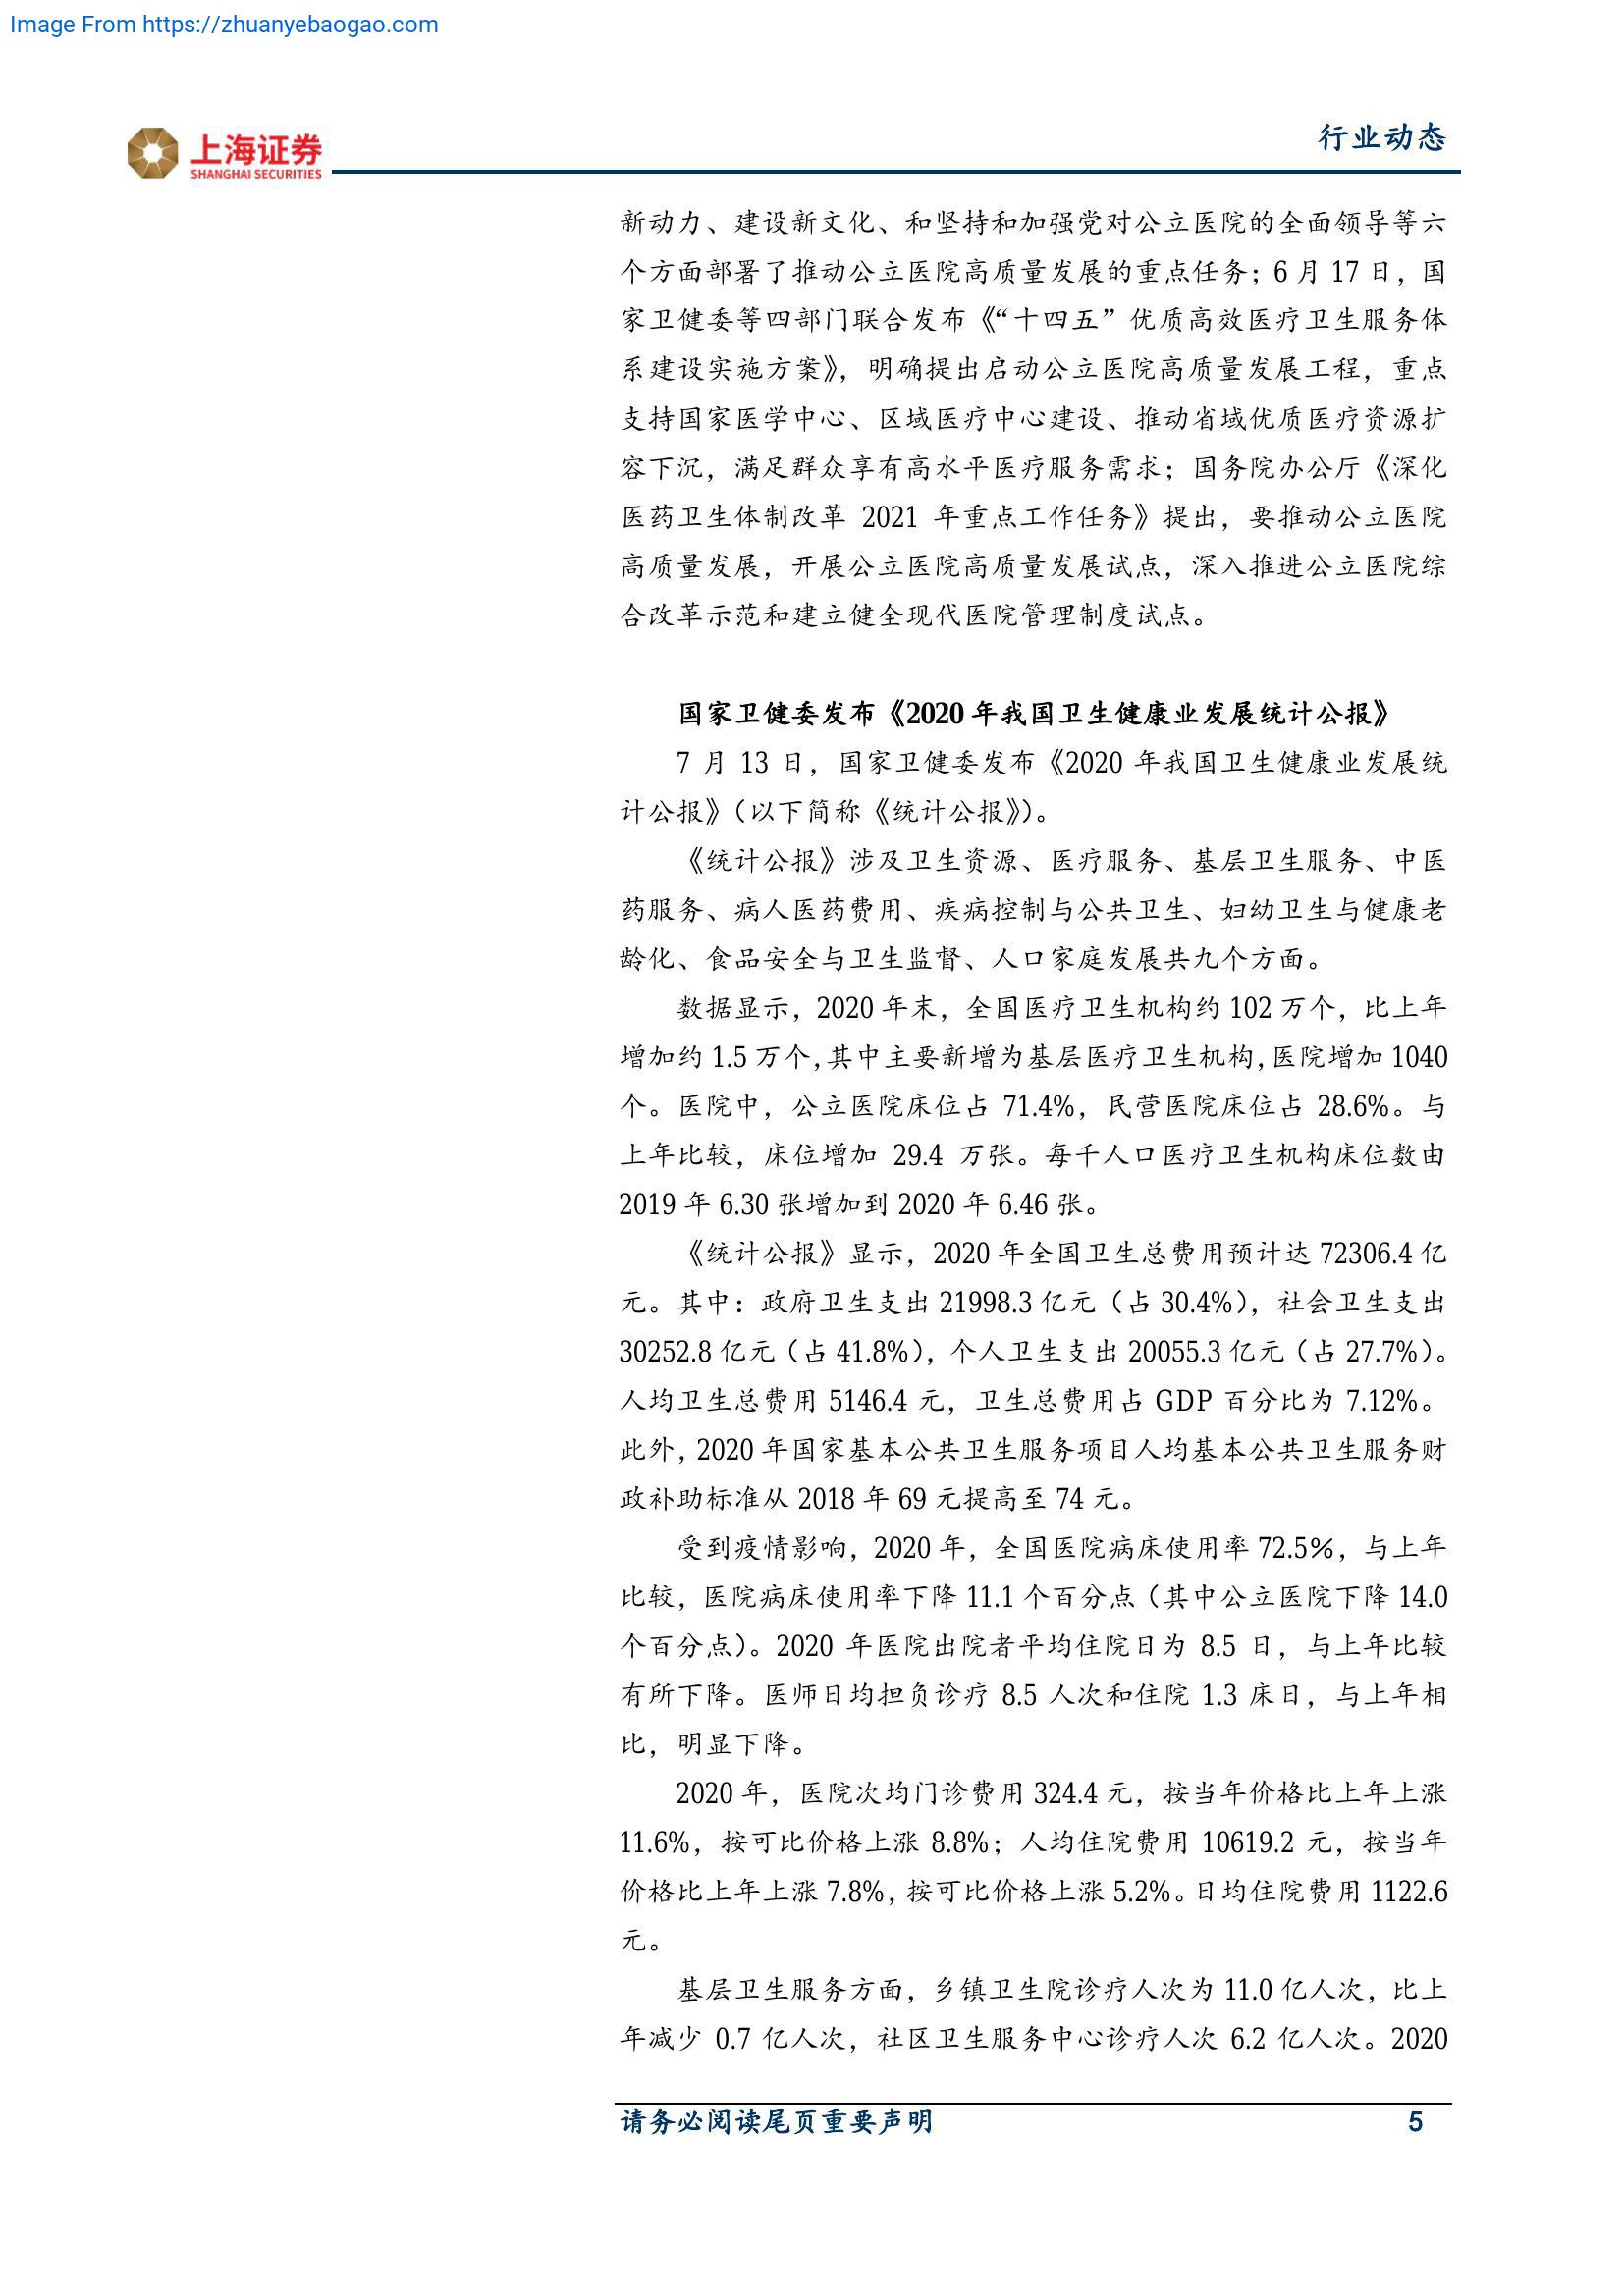 Image From https://zhuanyebaogao.com
上海证券
SHANGHAI SECURITIES
行业动态
新动力、建设新文化、和坚持和加强党对公立医院的全面领导等六
个方面部署了推动公立医院高质量发展的重点任务；6 月 17 日，国
家卫健委等四部门联合发布《“十四五”优质高效医疗卫生服务体
系建设实施方案》，明确提出启动公立医院高质量发展工程，重点
支持国家医学中心、区域医疗中心建设、推动省域优质医疗资源扩
容下沉，满足群众享有高水平医疗服务需求；国务院办公厅《深化
医药卫生体制改革 2021 年重点工作任务》提出，要推动公立医院
高质量发展，开展公立医院高质量发展试点，深入推进公立医院综
合改革示范和建立健全现代医院管理制度试点。
国家卫健委发布《2020 年我国卫生健康业发展统计公报》
7 月 13 日，国家卫健委发布《2020 年我国卫生健康业发展统
计公报》（以下简称《统计公报》）。
《统计公报》涉及卫生资源、医疗服务、基层卫生服务、中医
药服务、病人医药费用、疾病控制与公共卫生、妇幼卫生与健康老
龄化、食品安全与卫生监督、人口家庭发展共九个方面。
数据显示，2020 年末，全国医疗卫生机构约 102 万个，比上年
增加约 1.5 万个，其中主要新增为基层医疗卫生机构，医院增加 1040
个。医院中，公立医院床位占 71.4%，民营医院床位占 28.6%。与
上年比较，床位增加 29.4 万张。每千人口医疗卫生机构床位数由
2019 年 6.30 张增加到 2020 年 6.46 张。
《统计公报》显示，2020 年全国卫生总费用预计达 72306.4 亿
元。其中：政府卫生支出 21998.3 亿元（占 30.4%），社会卫生支出
30252.8 亿元（占 41.8%），个人卫生支出 20055.3 亿元（占 27.7%）。
人均卫生总费用 5146.4 元，卫生总费用占 GDP 百分比为 7.12%。
此外，2020 年国家基本公共卫生服务项目人均基本公共卫生服务财
政补助标准从 2018 年 69 元提高至 74 元。
受到疫情影响，2020 年，全国医院病床使用率 72.5%，与上年
比较，医院病床使用率下降 11.1 个百分点（其中公立医院下降 14.0
个百分点）。2020 年医院出院者平均住院日为 8.5 日，与上年比较
有所下降。医师日均担负诊疗 8.5 人次和住院 1.3 床日，与上年相
比，明显下降。
2020 年，医院次均门诊费用 324.4 元，按当年价格比上年上涨
11.6%，按可比价格上涨 8.8%；人均住院费用 10619.2 元，按当年
价格比上年上涨 7.8%，按可比价格上涨 5.2%。日均住院费用 1122.6
元。
基层卫生服务方面，乡镇卫生院诊疗人次为 11.0 亿人次，比上
年减少 0.7 亿人次，社区卫生服务中心诊疗人次 6.2 亿人次。2020
请务必阅读尾页重要声明
5